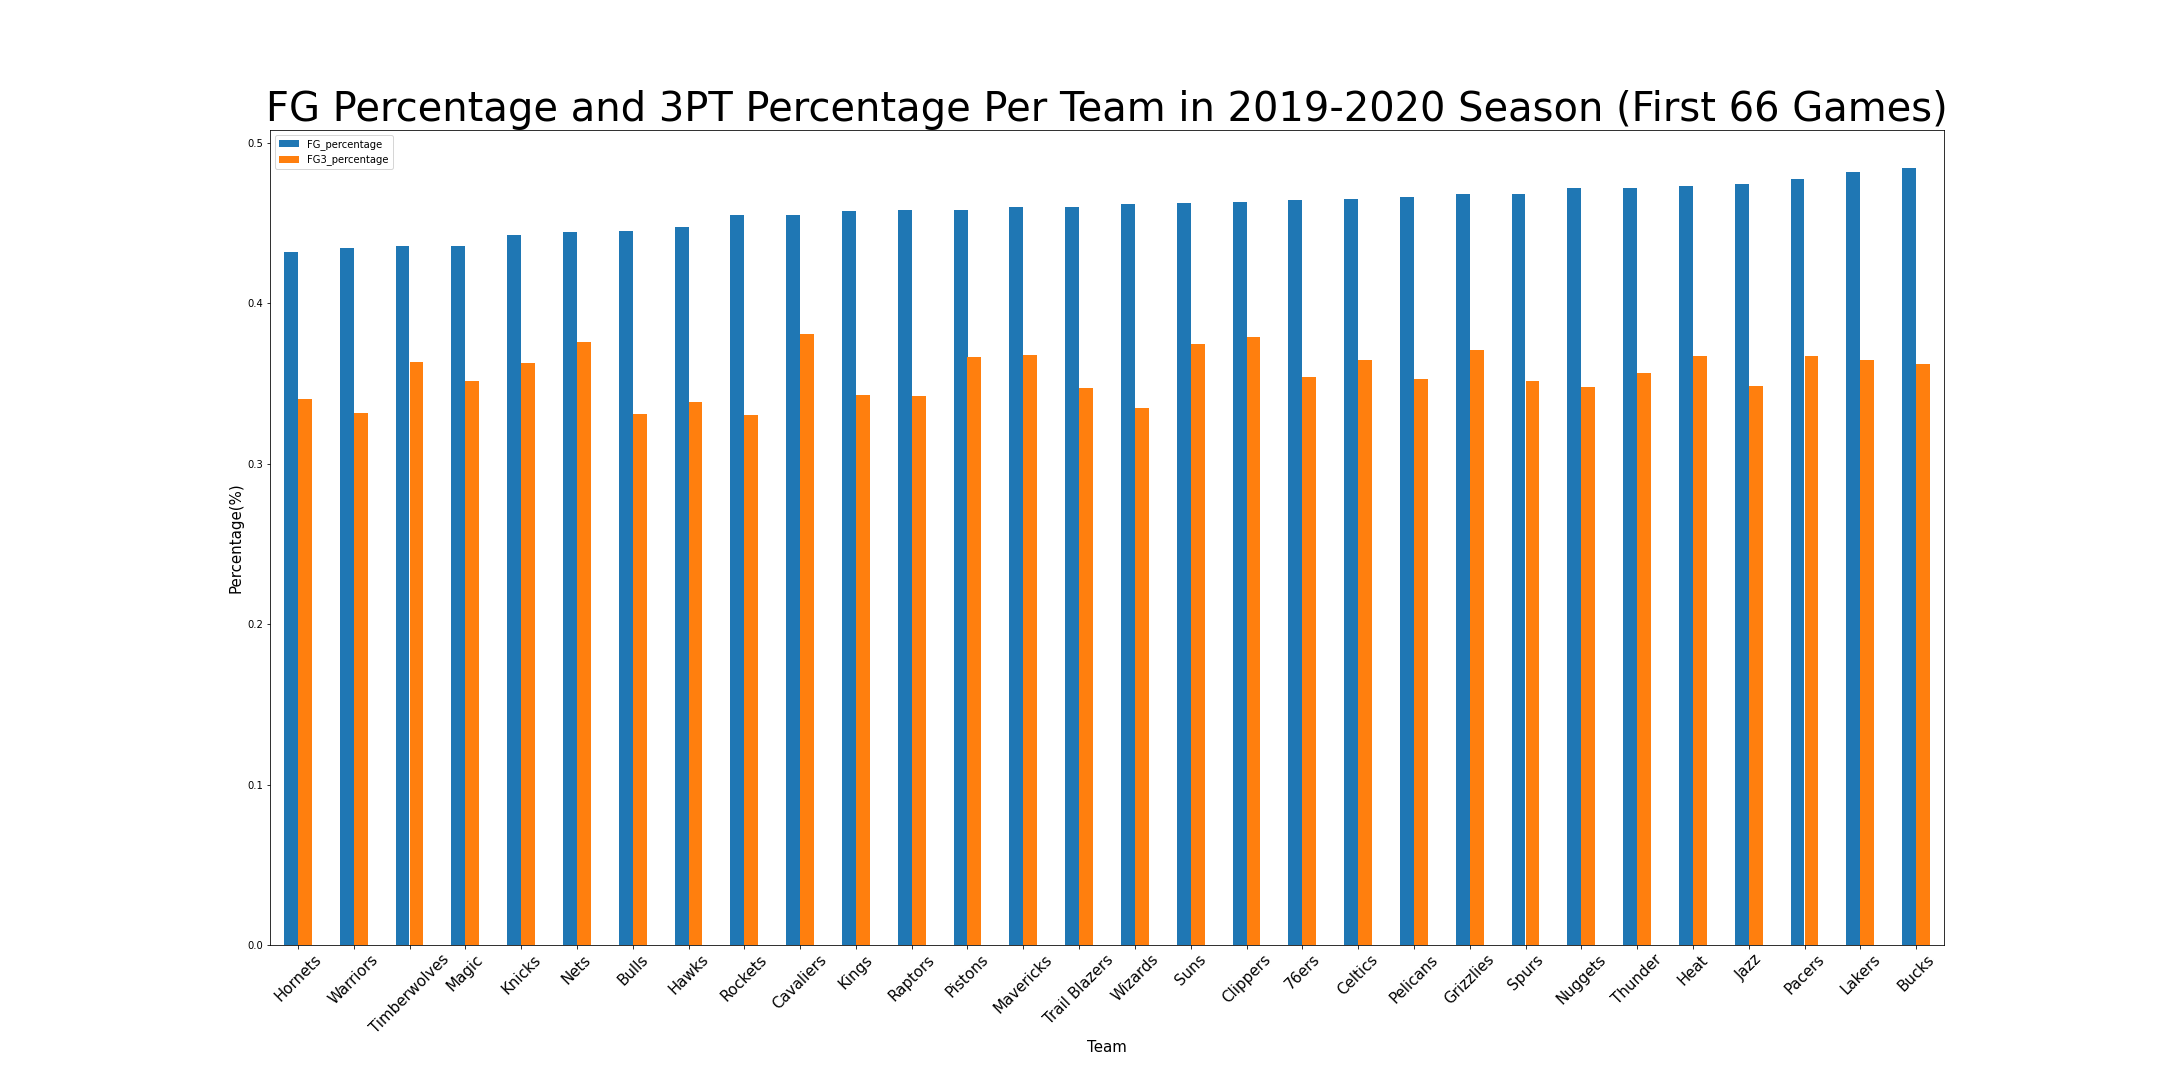 FG Percentage and 3PT Percentage Per Team in 2019-2020 Season (First 66 Games)
FG_percentage
FG3_percentage
0.5
0.4
0.3
0.2
0.1
0.0
Percentage(%)
Hornets
Warriors
Timberwolves
Magic
Knicks
Nets
Bulls
Hawks
Rockets
Cavaliers
Kings
Raptors
Pistons
Mavericks
Trail Blazers
Wizards
Suns
Clippers
76ers
Celtics
Pelicans
Grizzlies
Spurs
Nuggets
Thunder
Heat
Jazz
Pacers
Lakers
Bucks
Team